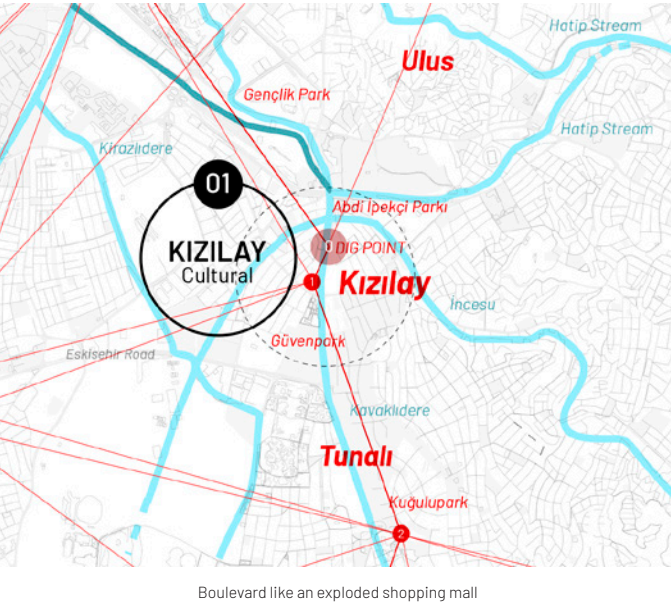 Hatip Stream
Ulus
Gençlik Park
Hatip Stream
Kirazlıdere
01
Abdi İpekçi Parkı
KIZILAY
Cultural
0
DIG POINT
1
Kızılay
İncesu
Güvenpark
Eskisehir Road
Kavaklıdere
Tunalı
Kuğulupark
2
Boulevard like an exploded shopping mall